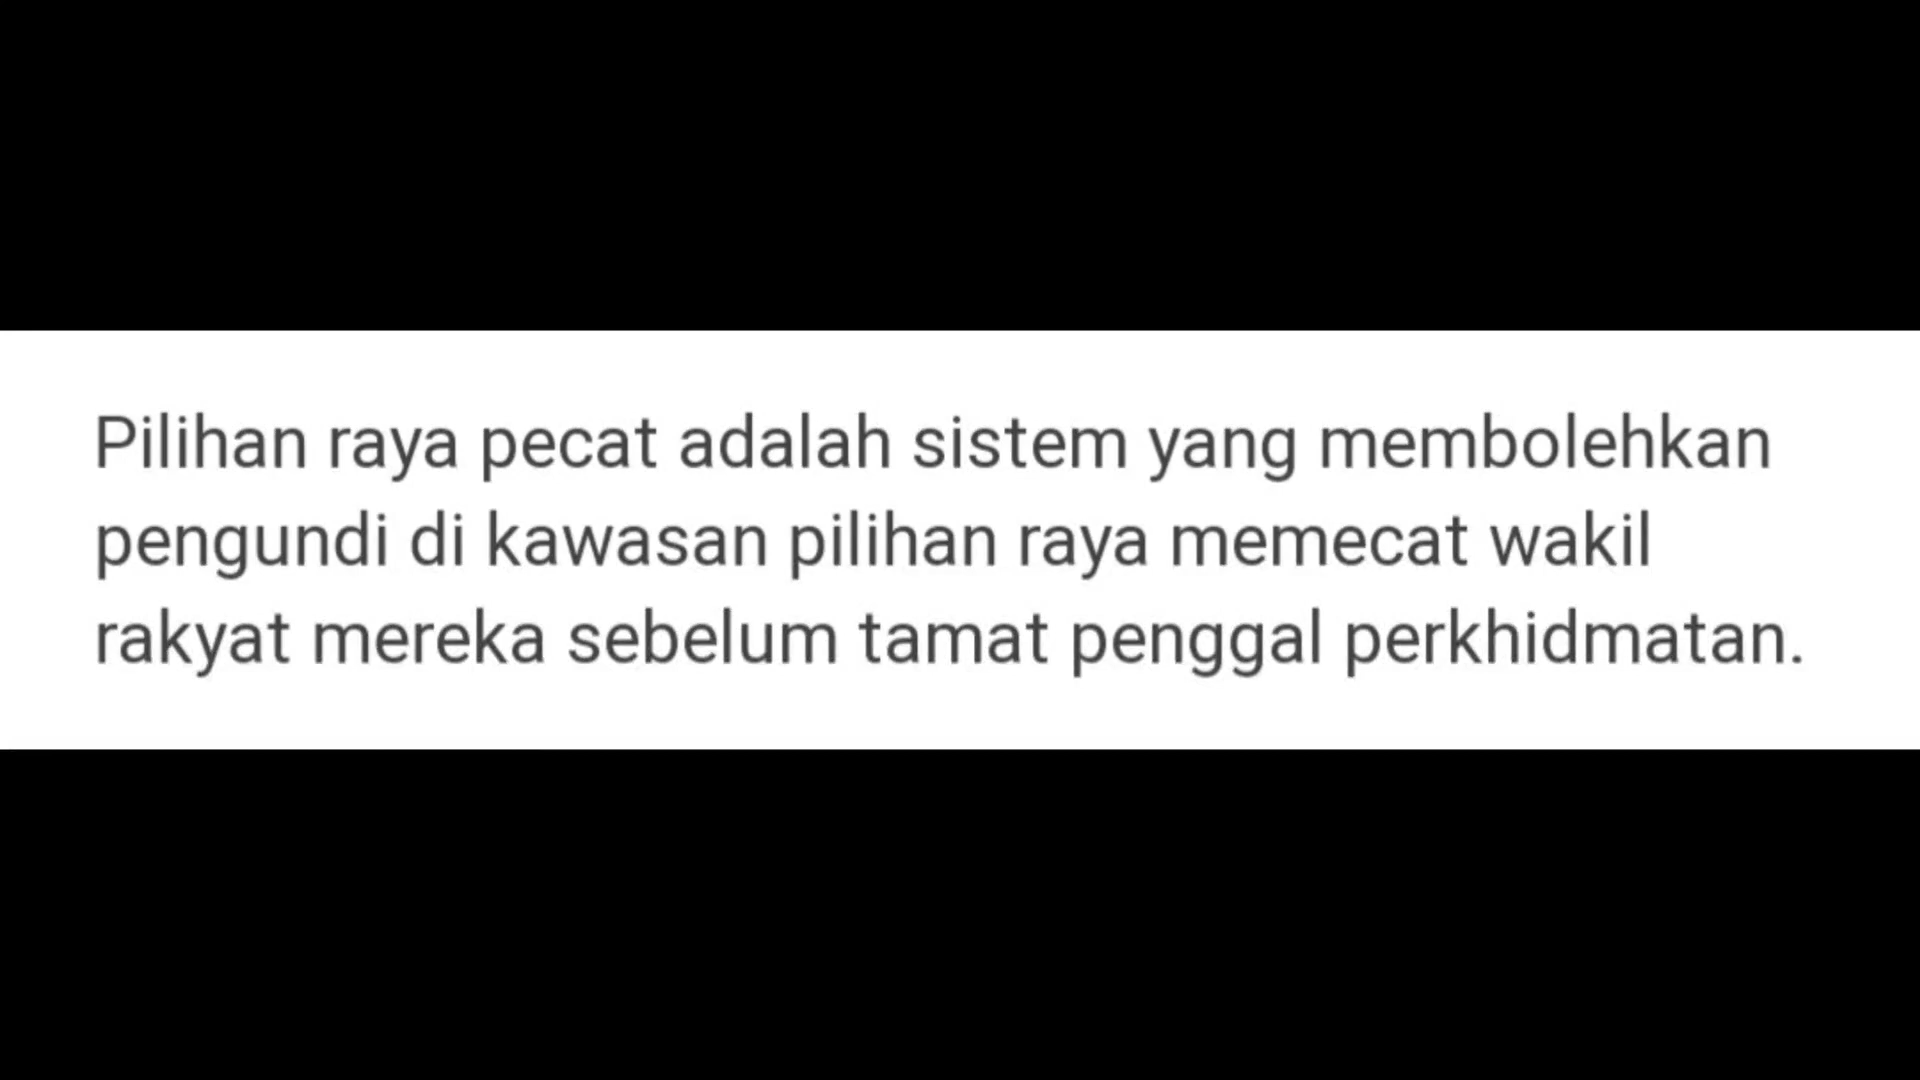 Pilihan raya pecat adalah sistem yang membolehkan
pengundi di kawasan pilihan raya memecat wakil
rakyat mereka sebelum tamat penggal perkhidmatan.